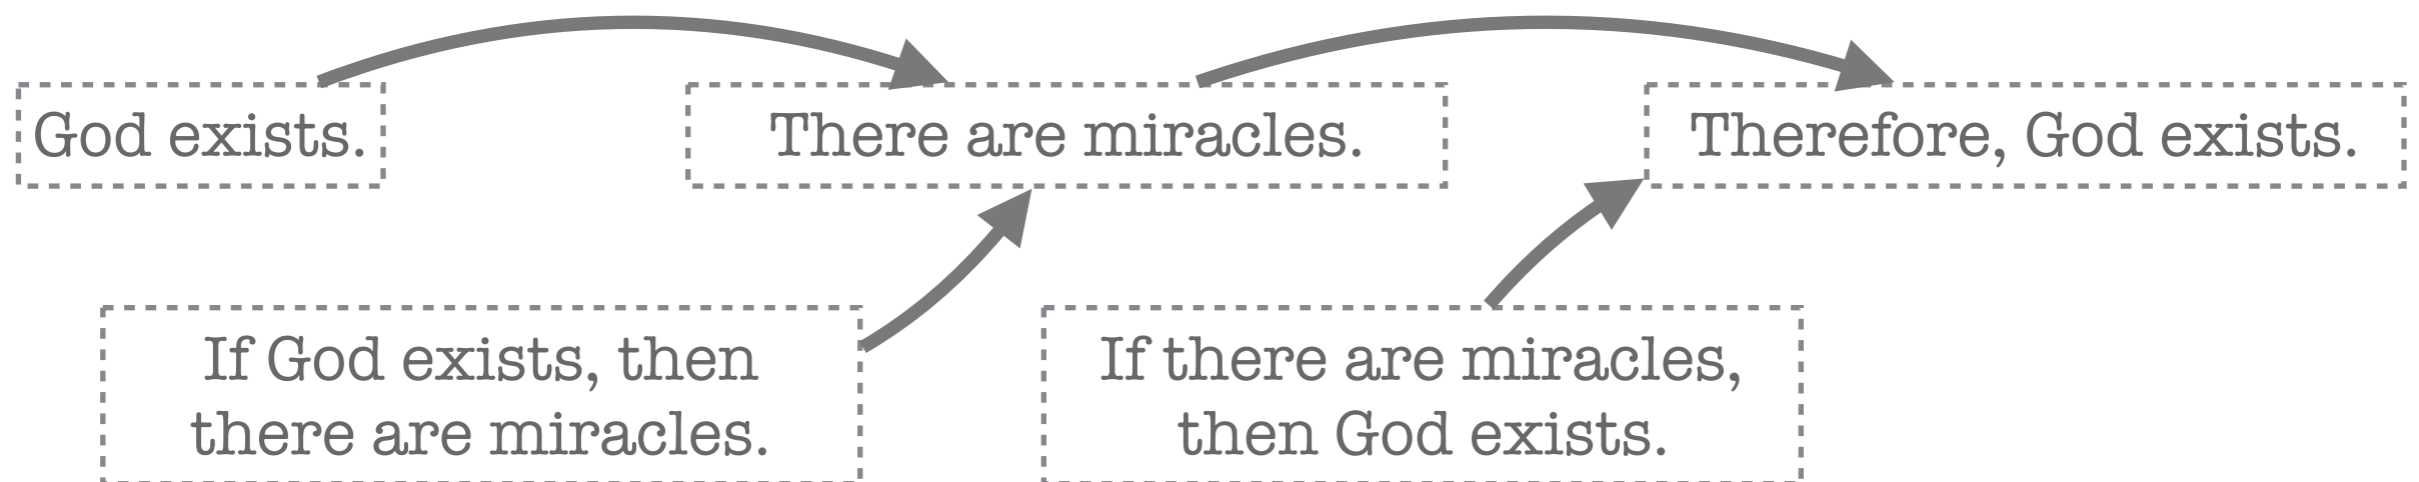 God exists.
There are miracles.
Therefore, God exists.
If God exists, then
there are miracles.
If there are miracles,
then God exists.